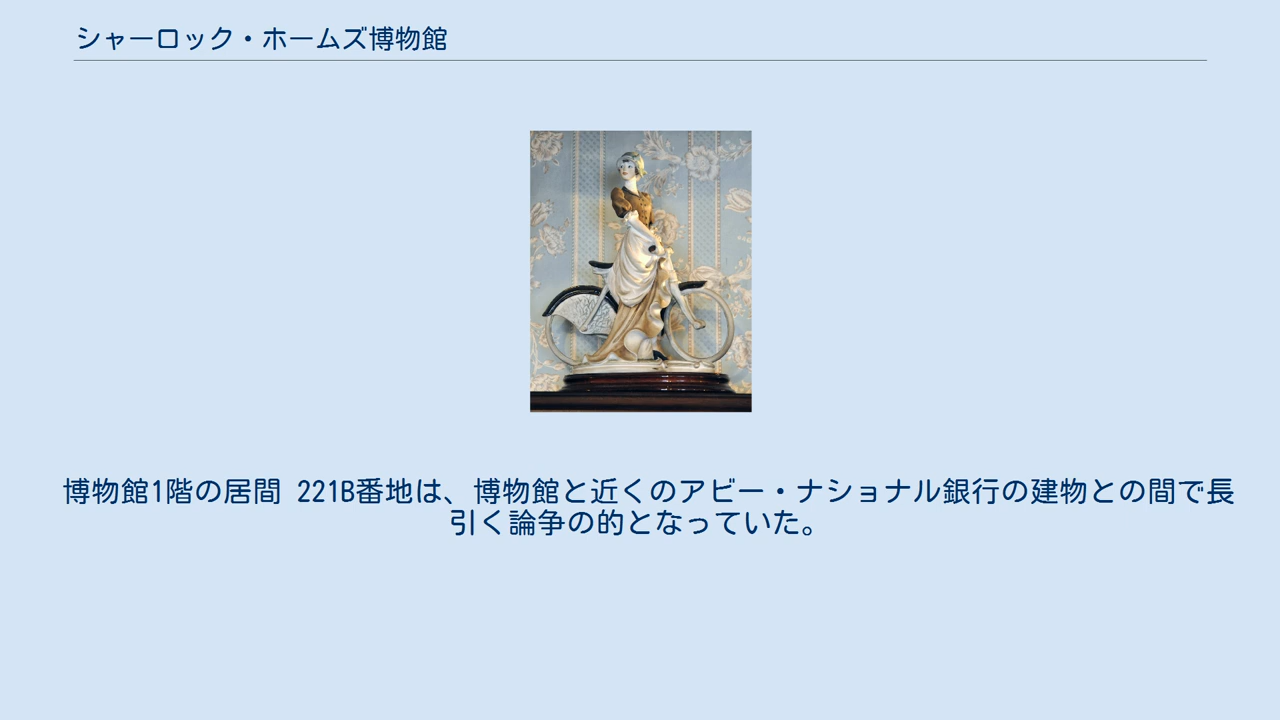 シャーロック・ホームズ博物館
博物館1階の居間 221B番地は、博物館と近くのアビー・ナショナル銀行の建物との間で長
引く論争の的となっていた。